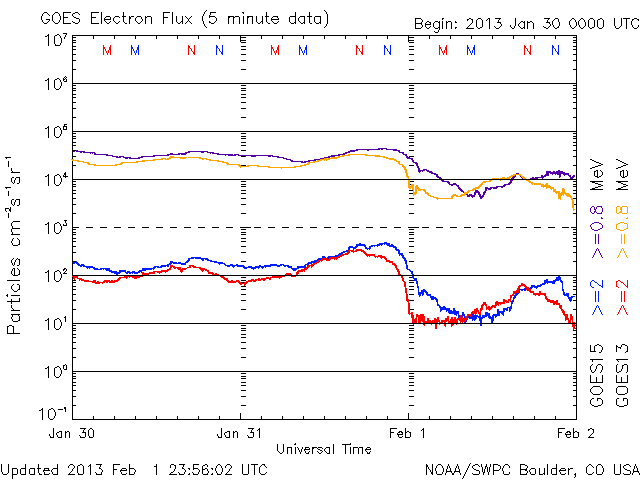 GOES Electron Flux (5 minute data)
Begin: 2013 Jan 30 0000 UTC
M M N N M M N N M M N N
10⁷
10⁶
10⁵
10⁴
10³
10²
10¹
10⁰
10⁻¹
Particles cm⁻²s⁻¹sr⁻¹
Jan 30 Jan 31 Feb 1 Feb 2
Universal Time
GOES15 >=2 >=0.8 MeV
GOES13 >=2 >=0.8 MeV
Updated 2013 Feb 1 23:56:02 UTC
NOAA/SWPC Boulder, CO USA